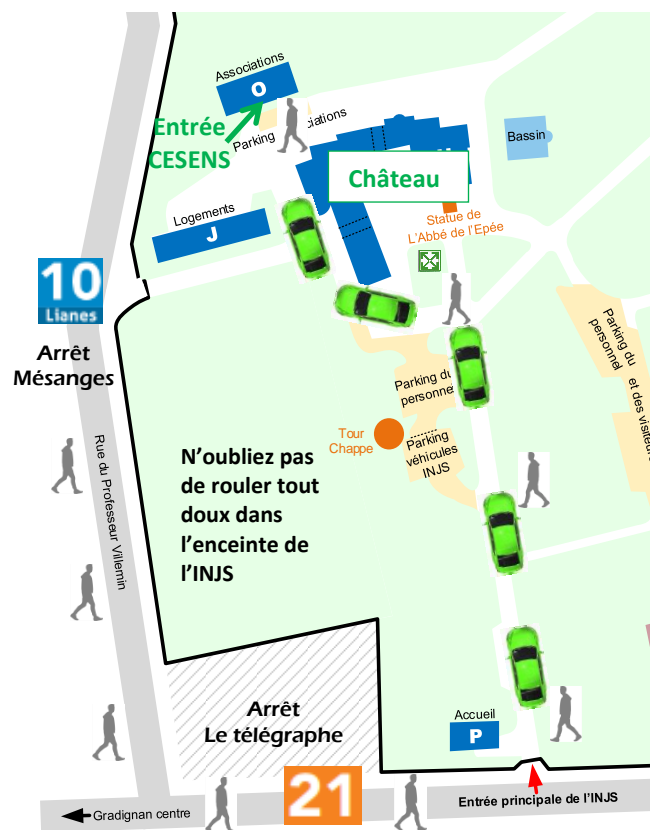 Associations
O
Entrée
CESENS
Parking
ciations
Château
Bassin
Statue de
L'Abbé de l'Epée
Logements
J
10
Lianes
Arrêt
Mésanges
Rue du Professeur Villemin
Parking du
personnel
et des visiteurs
Parking du
personne
Tour
Chappe
Parking
véhicules
INJS
N'oubliez pas
de rouler tout
doux dans
l'enceinte de
l'INJS
Arrêt
Le télégraphe
Accueil
P
21
Gradignan centre
Entrée principale de l'INJS